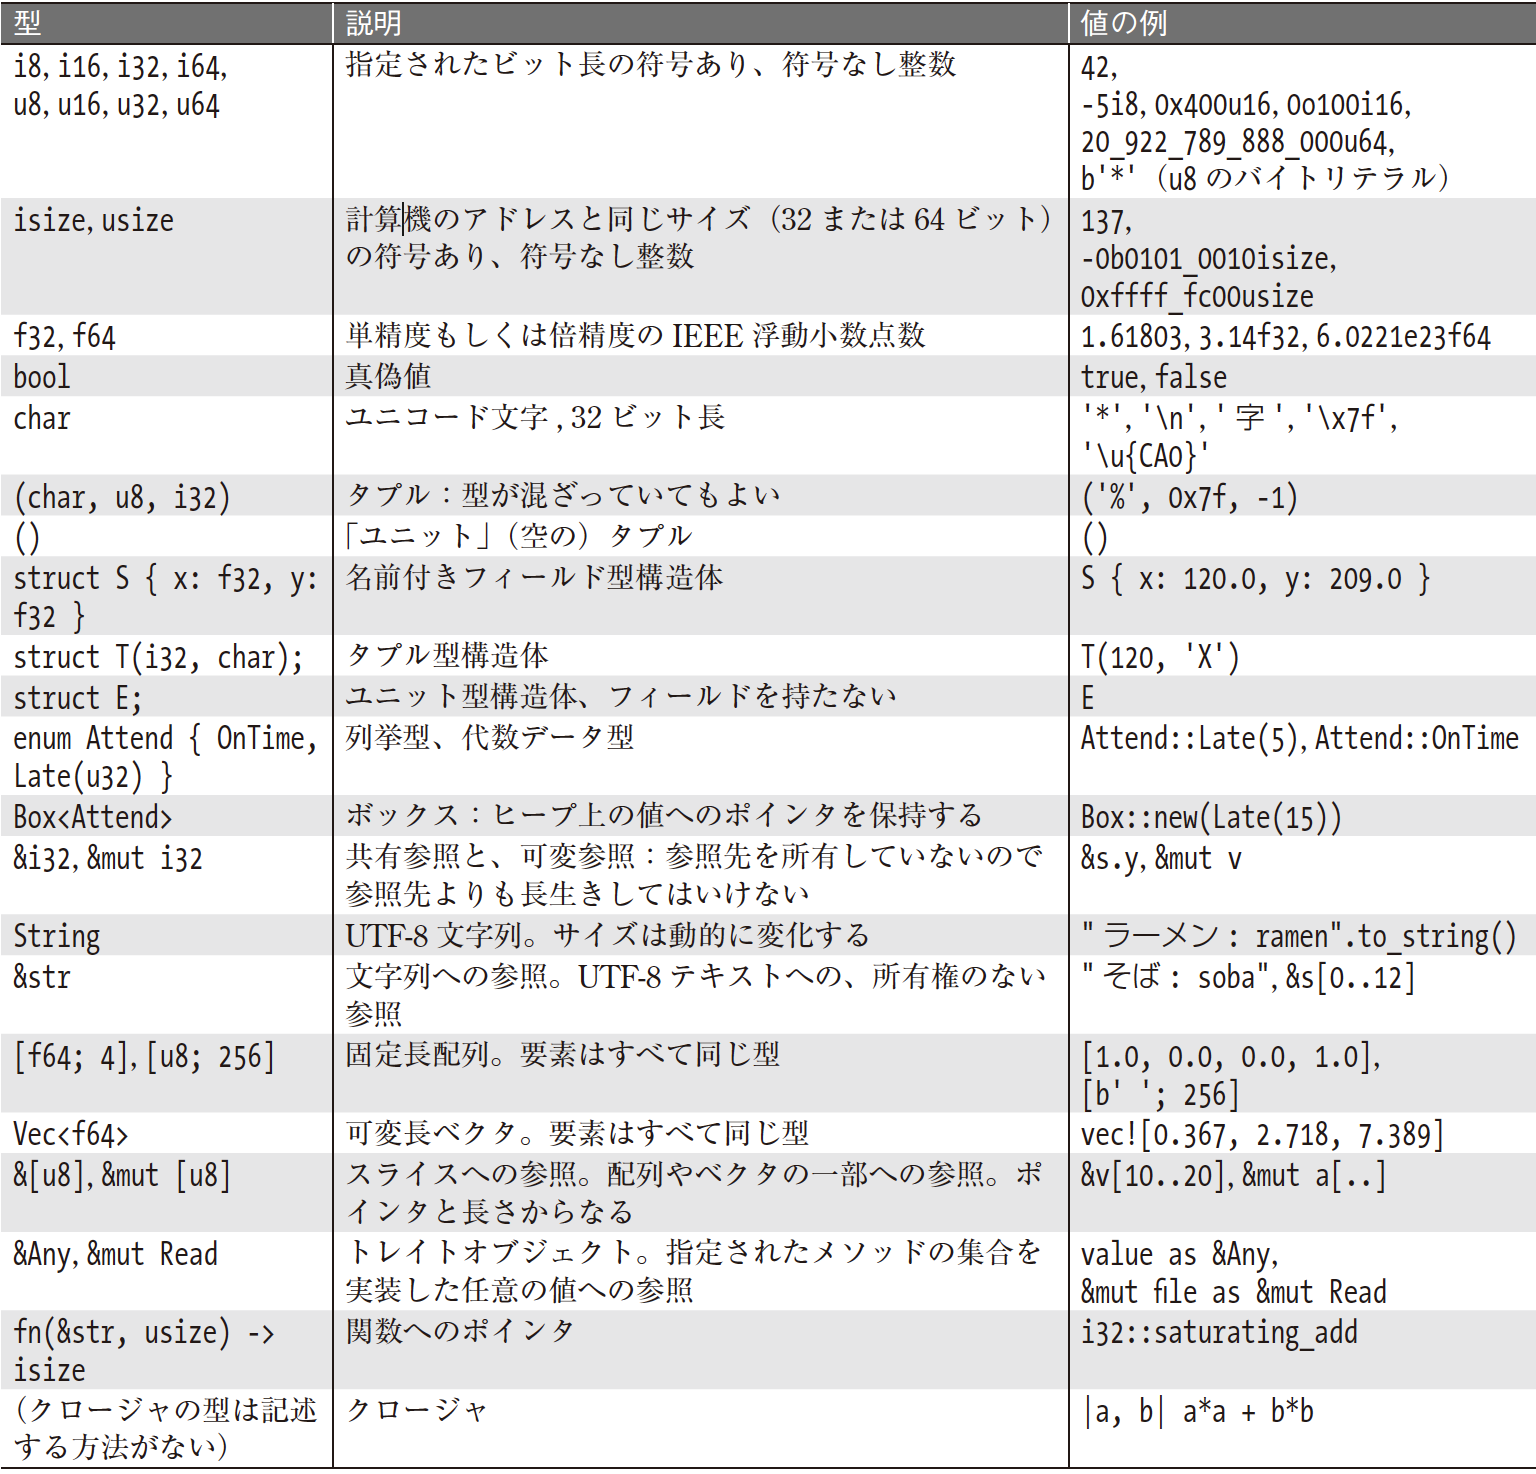 型 説明 値の例
i8, i16, i32, i64, 指定されたビット長の符号あり、符号なし整数 42,
u8, u16, u32, u64 -5i8, 0x400u16, 0o100i16,
20_922_789_888_000u64,
b'*'（u8 のバイトリテラル）
isize, usize 計算機のアドレスと同じサイズ（32 または 64 ビット） 137,
の符号あり、符号なし整数 -0b0101_0010isize,
0xffff_fc00usize
f32, f64 単精度もしくは倍精度の IEEE 浮動小数点数 1.61803, 3.14f32, 6.0221e23f64
bool 真偽値 true, false
char ユニコード文字 , 32 ビット長 '*', '\n', ' 字 ', '\x7f',
'\u{CA0}'
(char, u8, i32) タプル：型が混ざっていてもよい ('%', 0x7f, -1)
() 「ユニット」（空の）タプル ()
struct S { x: f32, y: 名前付きフィールド型構造体 S { x: 120.0, y: 209.0 }
f32 }
struct T(i32, char); タプル型構造体 T(120, 'X')
struct E; ユニット型構造体、フィールドを持たない E
enum Attend { OnTime, 列挙型、代数データ型 Attend::Late(5), Attend::OnTime
Late(u32) }
Box<Attend> ボックス：ヒープ上の値へのポインタを保持する Box::new(Late(15))
&i32, &mut i32 共有参照と、可変参照：参照先を所有していないので &s.y, &mut v
参照先よりも長生きしてはいけない
String UTF-8 文字列。サイズは動的に変化する " ラーメン : ramen".to_string()
&str 文字列への参照。UTF-8 テキストへの、所有権のない " そば : soba", &s[0..12]
参照
[f64; 4], [u8; 256] 固定長配列。要素はすべて同じ型 [1.0, 0.0, 0.0, 1.0],
[b' '; 256]
Vec<f64> 可変長ベクタ。要素はすべて同じ型 vec![0.367, 2.718, 7.389]
&[u8], &mut [u8] スライスへの参照。配列やベクタの一部への参照。ポ &v[10..20], &mut a[..]
インタと長さからなる
&Any, &mut Read トレイトオブジェクト。指定されたメソッドの集合を value as &Any,
実装した任意の値への参照 &mut file as &mut Read
fn(&str, usize) -> 関数へのポインタ i32::saturating_add
isize
（クロージャの型は記述 クロージャ |a, b| a*a + b*b
する方法がない）